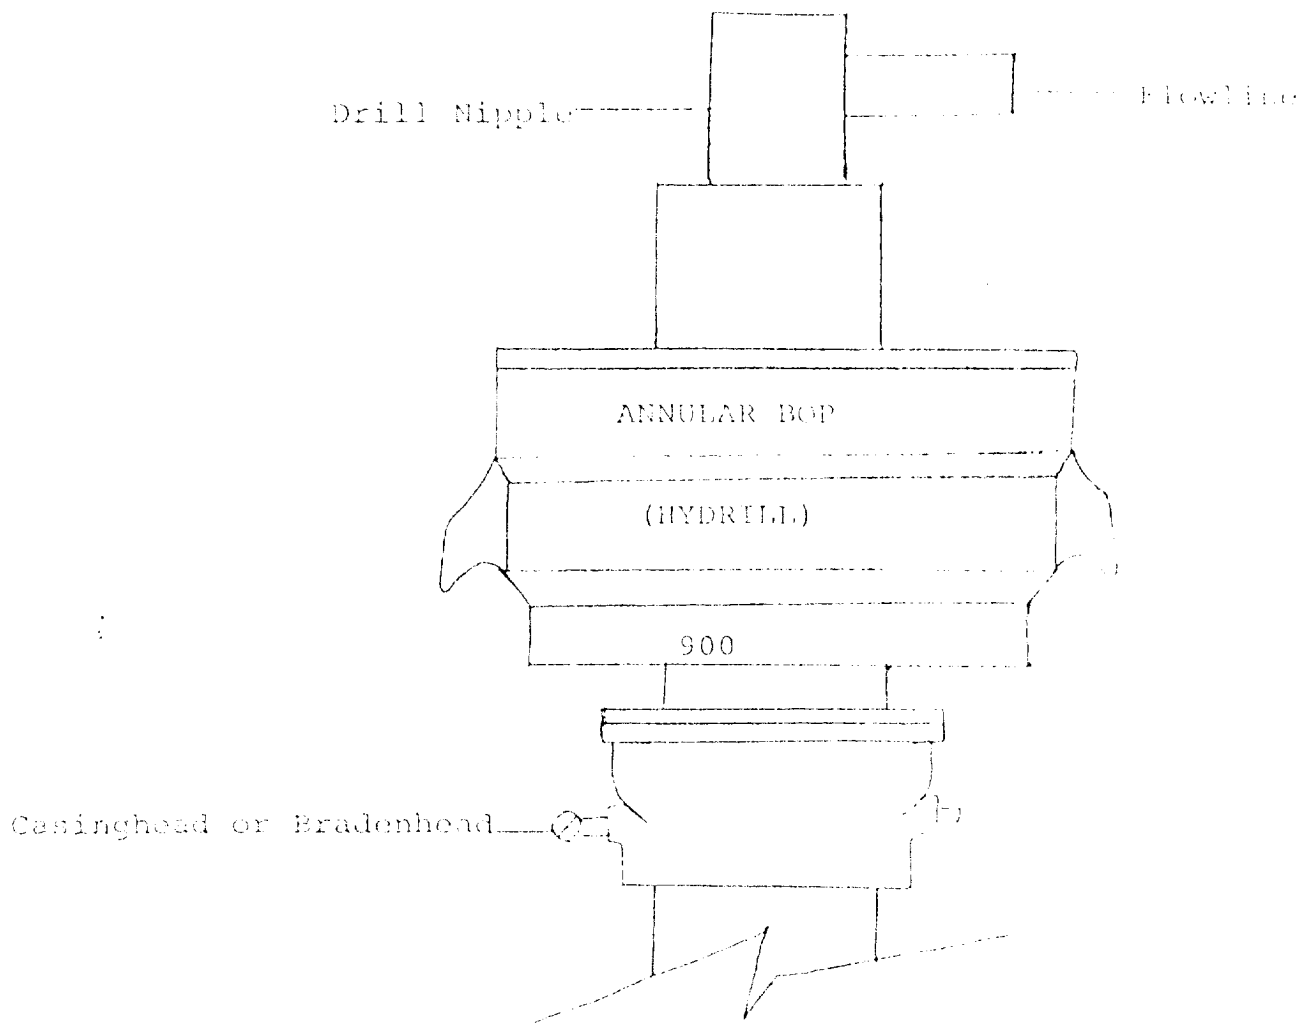 Drill Nipple
Flowline
ANNULAR BOP
(HYDRILL)
900
Casinghead or Bradenhead